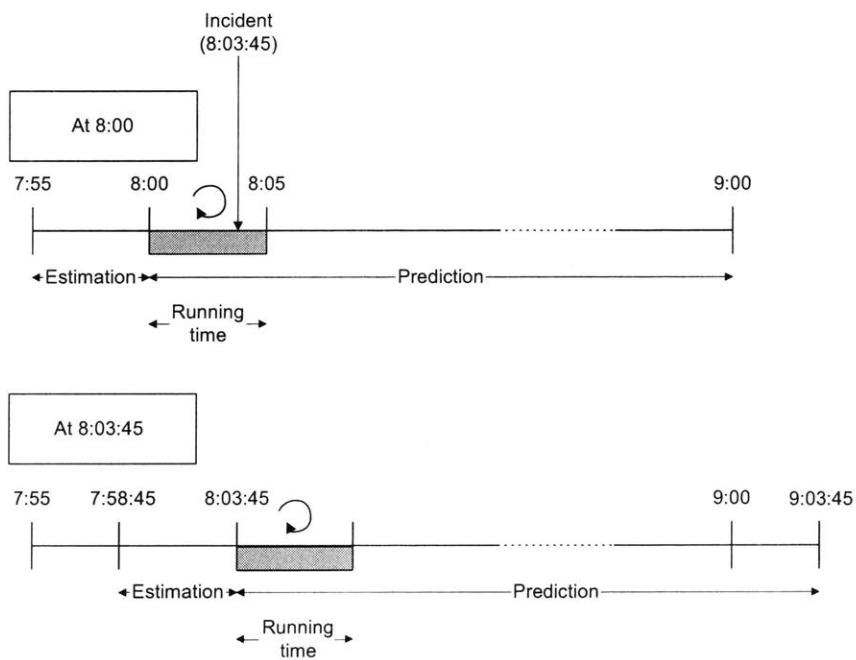 Incident
(8:03:45)
At 8:00
7:55 8:00 8:05 9:00
Estimation Prediction
Running
time
At 8:03:45
7:55 7:58:45 8:03:45 9:00 9:03:45
Estimation Prediction
Running
time